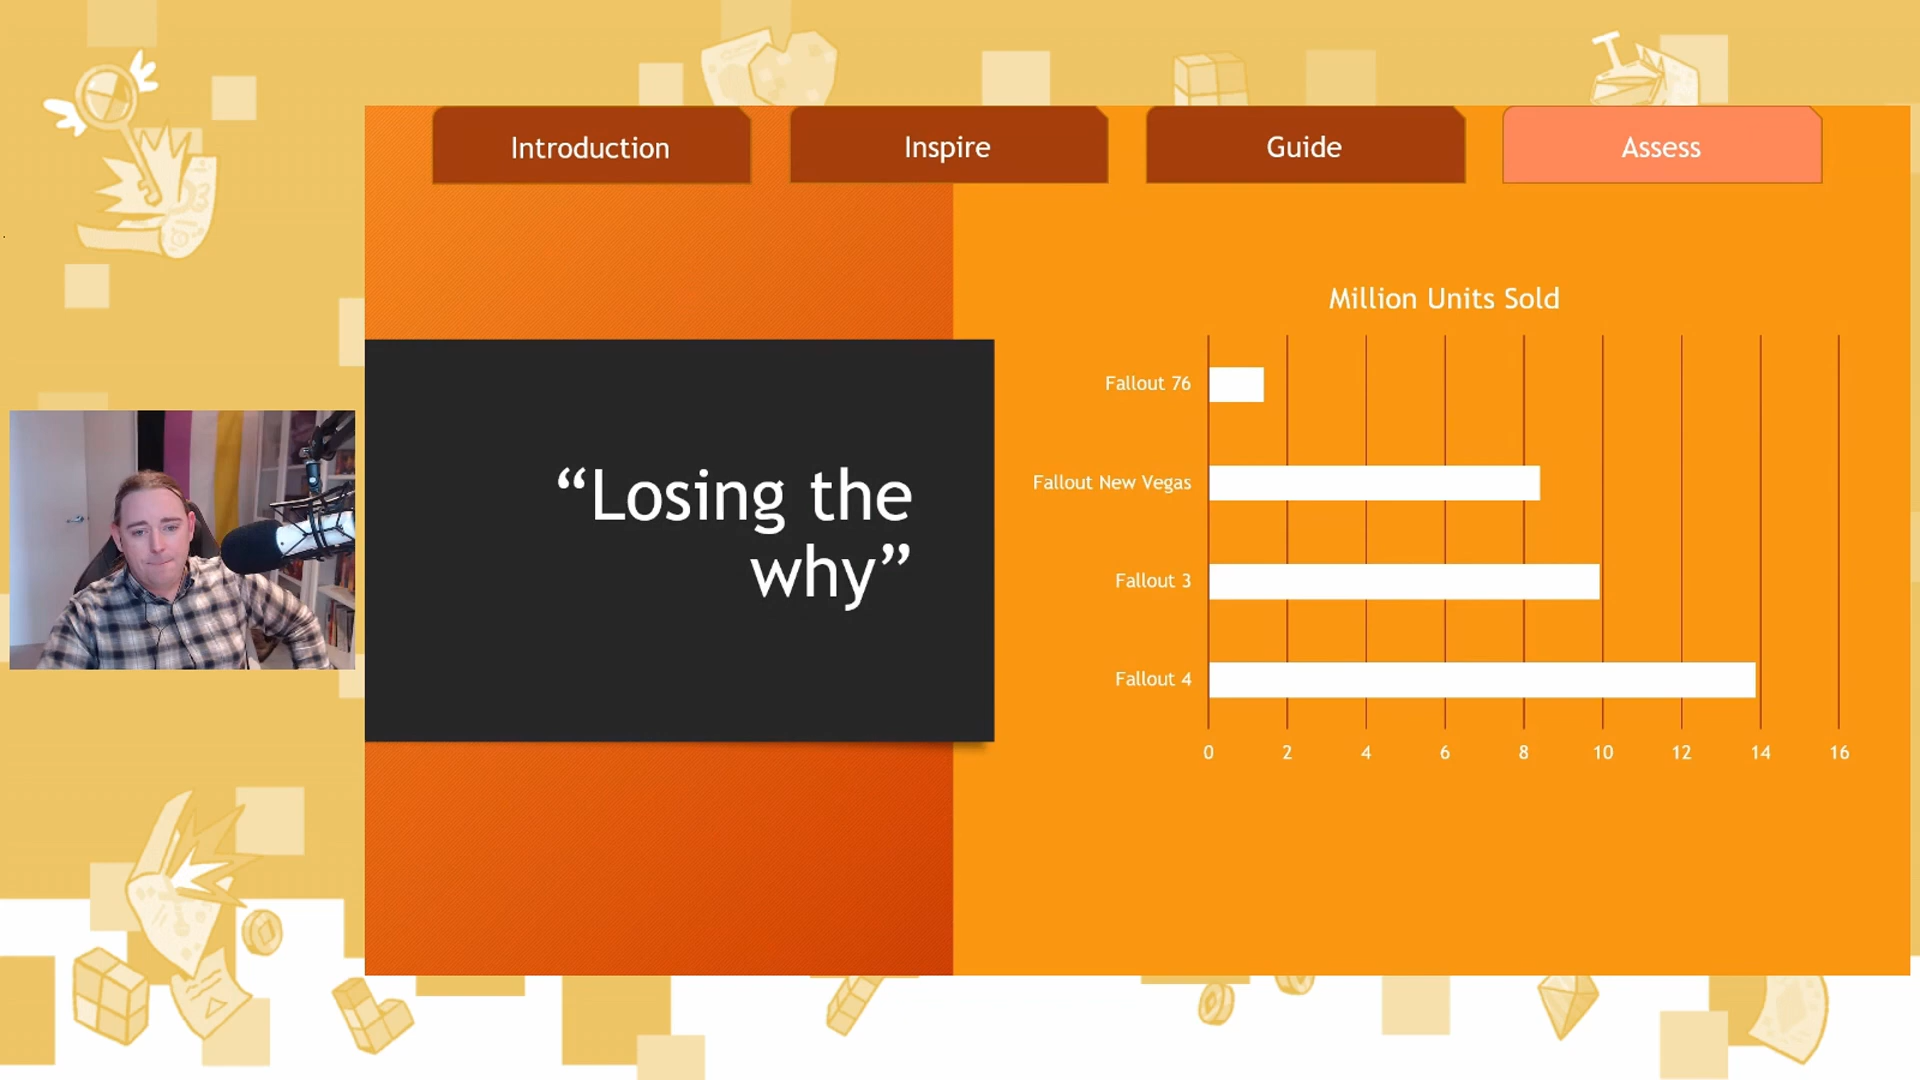 Introduction
Inspire
Guide
Assess
“Losing the
why”
Million Units Sold
Fallout 76
Fallout New Vegas
Fallout 3
Fallout 4
0 2 4 6 8 10 12 14 16